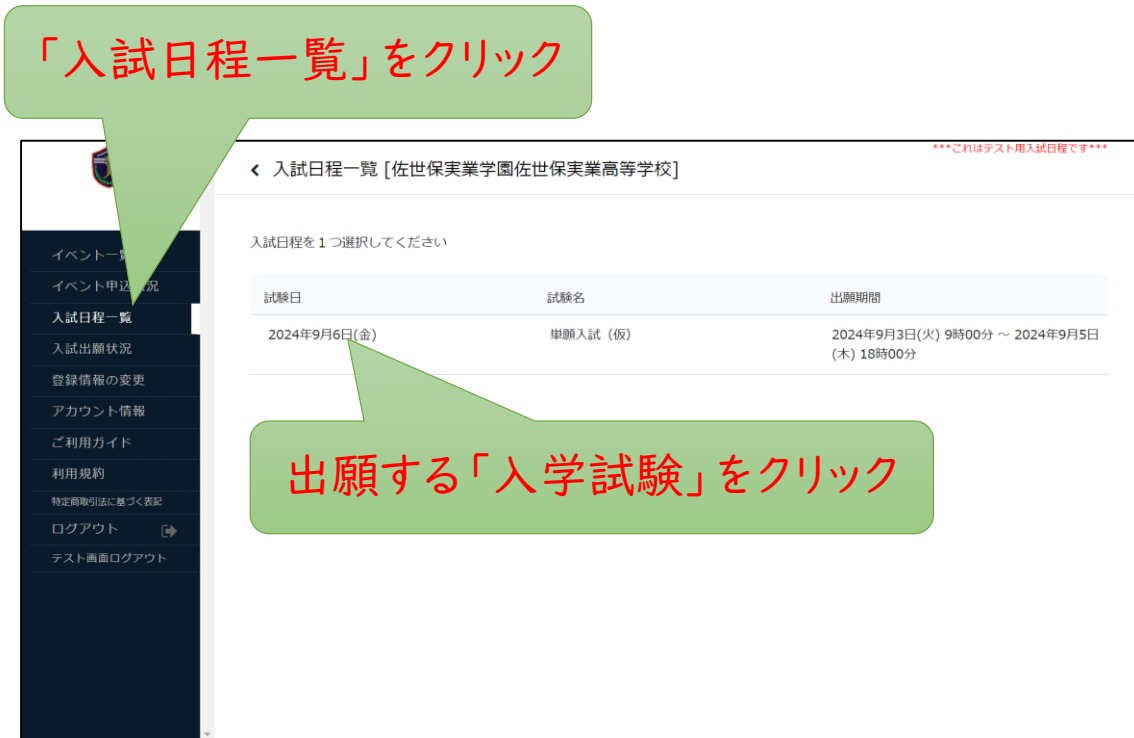 「入試日程一覧」をクリック
***これはテスト用入試日程です***
入試日程一覧 [佐世保実業学園佐世保実業高等学校]
入試日程を1つ選択してください
試験日 試験名 出願期間
2024年9月6日(金) 単願入試（仮） 2024年9月3日(火) 9時00分 ～ 2024年9月5日
(木) 18時00分
出願する「入学試験」をクリック
イベント一
イベント申込 況
入試日程一覧
入試出願状況
登録情報の変更
アカウント情報
ご利用ガイド
利用規約
特定商取引法に基づく表記
ログアウト
テスト画面ログアウト